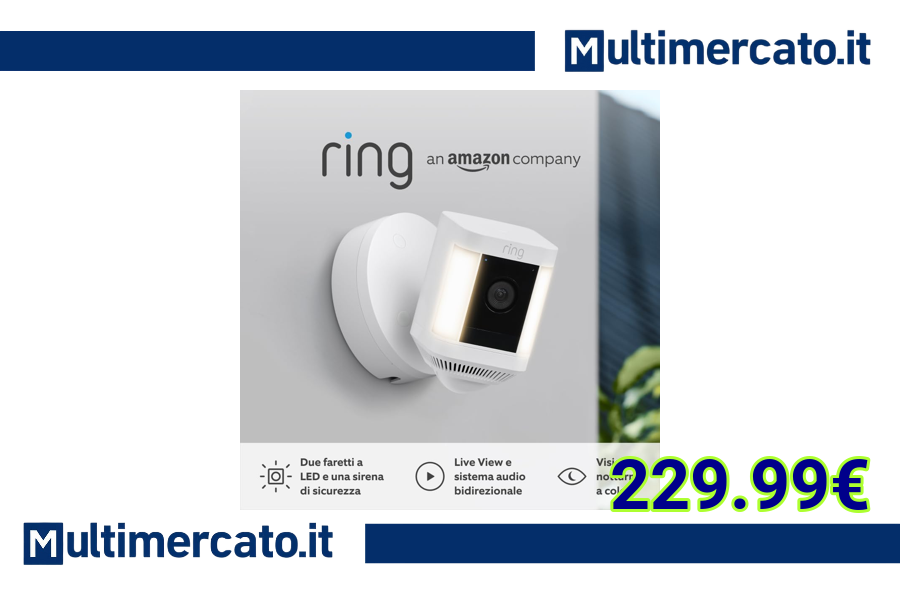 Multimercato.it
ring an amazon company
ring
Due faretti a
LED e una sirena
di sicurezza
Live View e
sistema audio
bidirezionale
229.99€
Multimercato.it